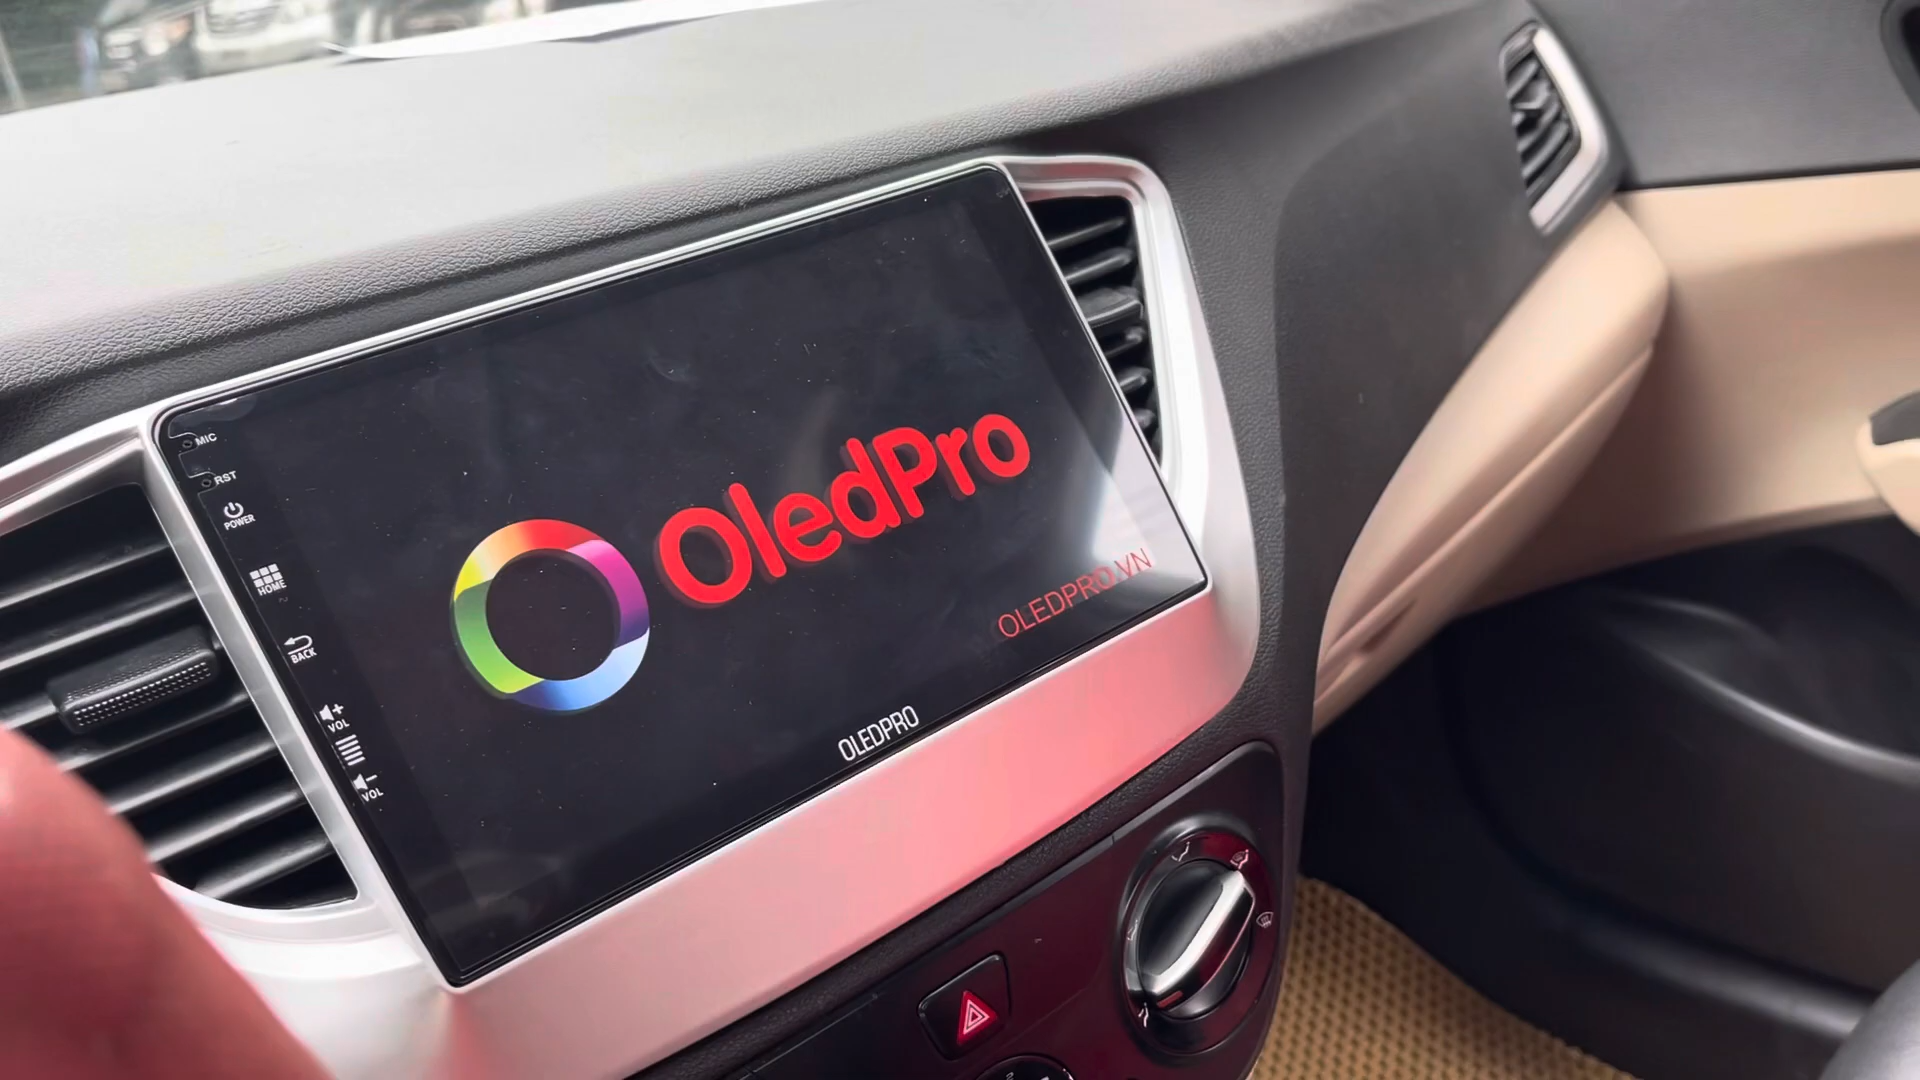 MIC
RST
POWER
HOME
BACK
VOL
VOL
OledPro
OLEDPRO.VN
OLEDPRO